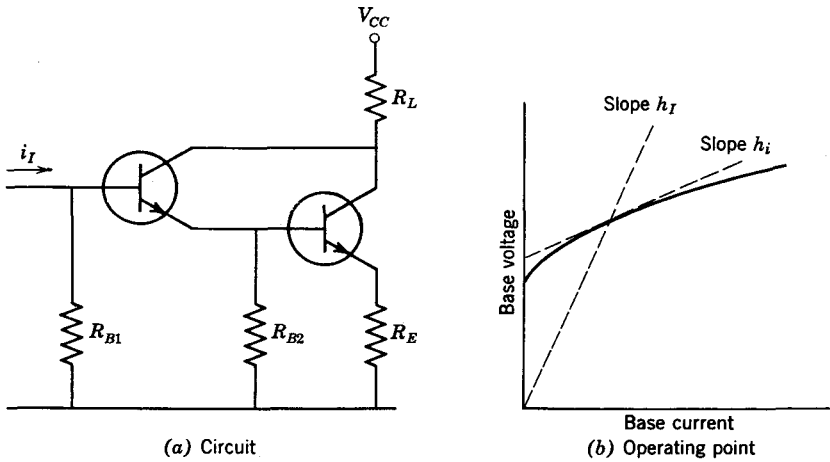 V_CC
R_L
i_I
R_B1
R_B2
R_E
(a) Circuit
Slope h_I
Slope h_i
Base voltage
Base current
(b) Operating point